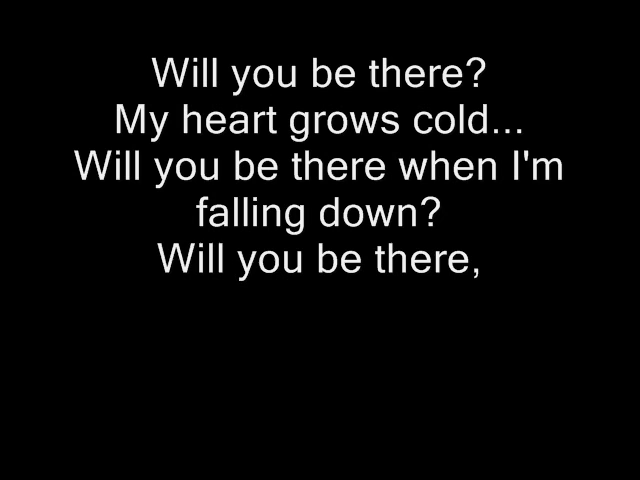 Will you be there?
My heart grows cold...
Will you be there when I'm
falling down?
Will you be there,